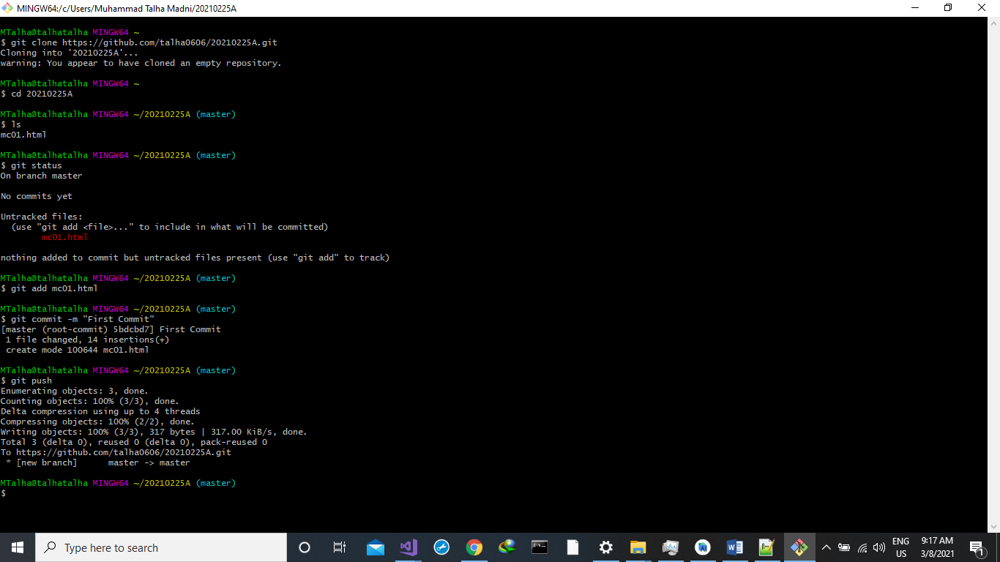 MINGW64:/c/Users/Muhammad Talha Madni/20210225A
MTalha@talhatalha MINGW64 ~
$ git clone https://github.com/talha0606/20210225A.git
Cloning into '20210225A'...
warning: You appear to have cloned an empty repository.
MTalha@talhatalha MINGW64 ~
$ cd 20210225A
MTalha@talhatalha MINGW64 ~/20210225A (master)
$ ls
mc01.html
MTalha@talhatalha MINGW64 ~/20210225A (master)
$ git status
On branch master
No commits yet
Untracked files:
(use "git add <file>..." to include in what will be committed)
mc01.html
nothing added to commit but untracked files present (use "git add" to track)
MTalha@talhatalha MINGW64 ~/20210225A (master)
$ git add mc01.html
MTalha@talhatalha MINGW64 ~/20210225A (master)
$ git commit -m "First Commit"
[master (root-commit) 5bdcbd7] First Commit
1 file changed, 14 insertions(+)
create mode 100644 mc01.html
MTalha@talhatalha MINGW64 ~/20210225A (master)
$ git push
Enumerating objects: 3, done.
Counting objects: 100% (3/3), done.
Delta compression using up to 4 threads
Compressing objects: 100% (2/2), done.
Writing objects: 100% (3/3), 317 bytes | 317.00 KiB/s, done.
Total 3 (delta 0), reused 0 (delta 0), pack-reused 0
To https://github.com/talha0606/20210225A.git
* [new branch]      master -> master
MTalha@talhatalha MINGW64 ~/20210225A (master)
$
Type here to search
ENG
US
9:17 AM
3/8/2021
1